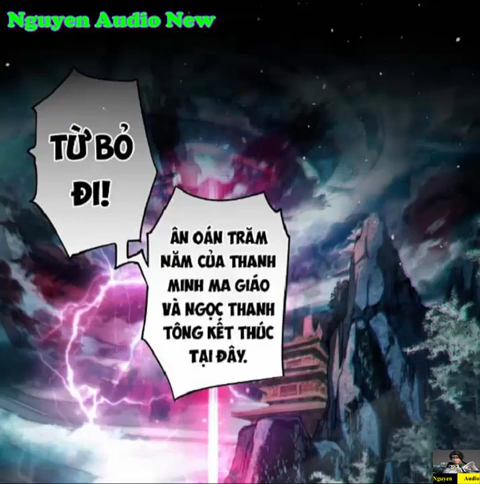 Nguyen Audio New
TỪ BỎ
ĐI!
ÂN OÁN TRĂM
NĂM CỦA THANH
MINH MA GIÁO
VÀ NGỌC THANH
TÔNG KẾT THÚC
TẠI ĐÂY.
Nguyen Audio